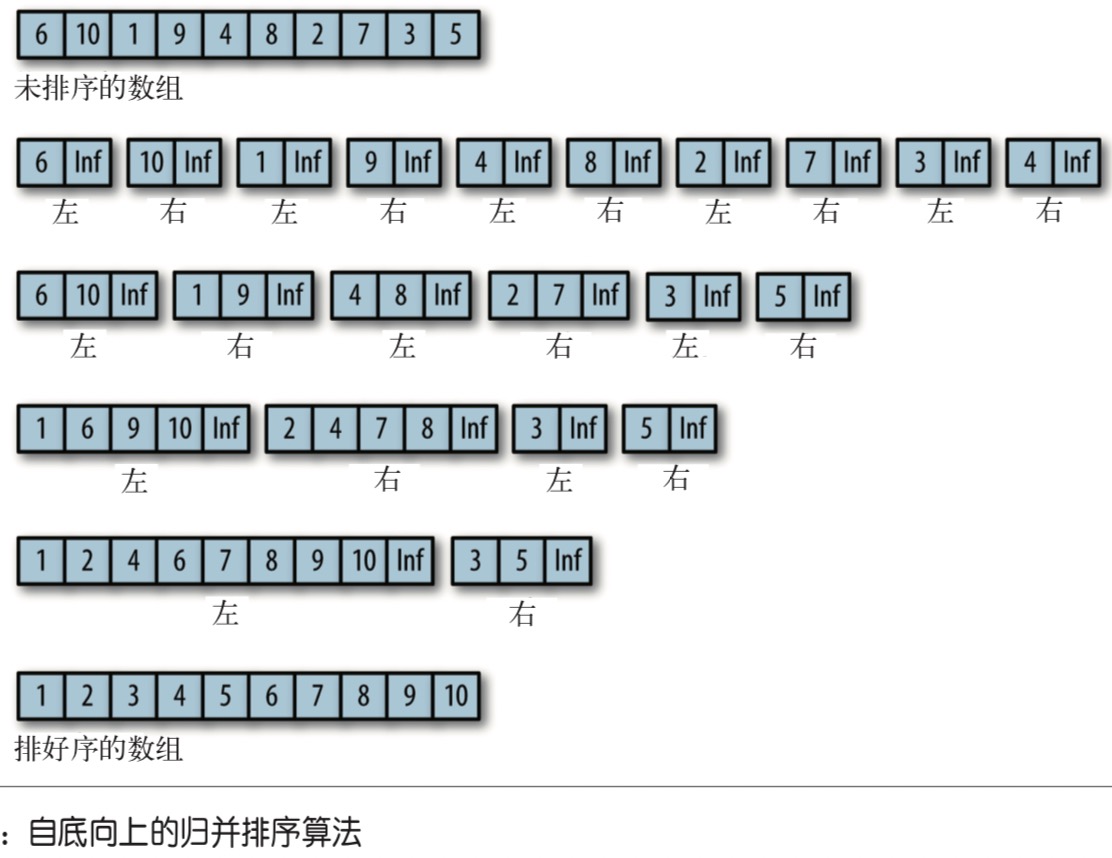 6 10 1 9 4 8 2 7 3 5
未排序的数组
6 Inf 10 Inf 1 Inf 9 Inf 4 Inf 8 Inf 2 Inf 7 Inf 3 Inf 4 Inf
左 右 左 右 左 右 左 右 左 右
6 10 Inf 1 9 Inf 4 8 Inf 2 7 Inf 3 Inf 5 Inf
左 右 左 右 左 右
1 6 9 10 Inf 2 4 7 8 Inf 3 Inf 5 Inf
左 右 左 右
1 2 4 6 7 8 9 10 Inf 3 5 Inf
左 右
1 2 3 4 5 6 7 8 9 10
排好序的数组
：自底向上的归并排序算法